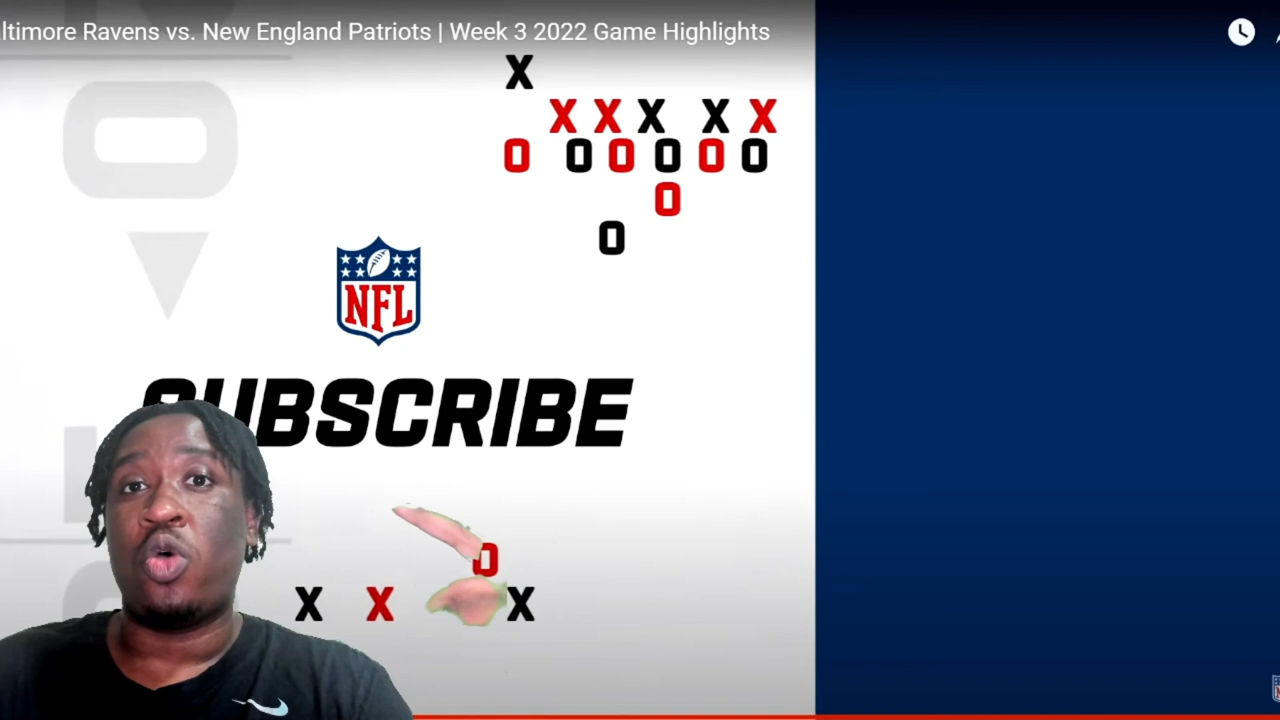 ltimore Ravens vs. New England Patriots | Week 3 2022 Game Highlights
X
X X X X X
O O O O O O
O
O
NFL
SUBSCRIBE
O
X X X